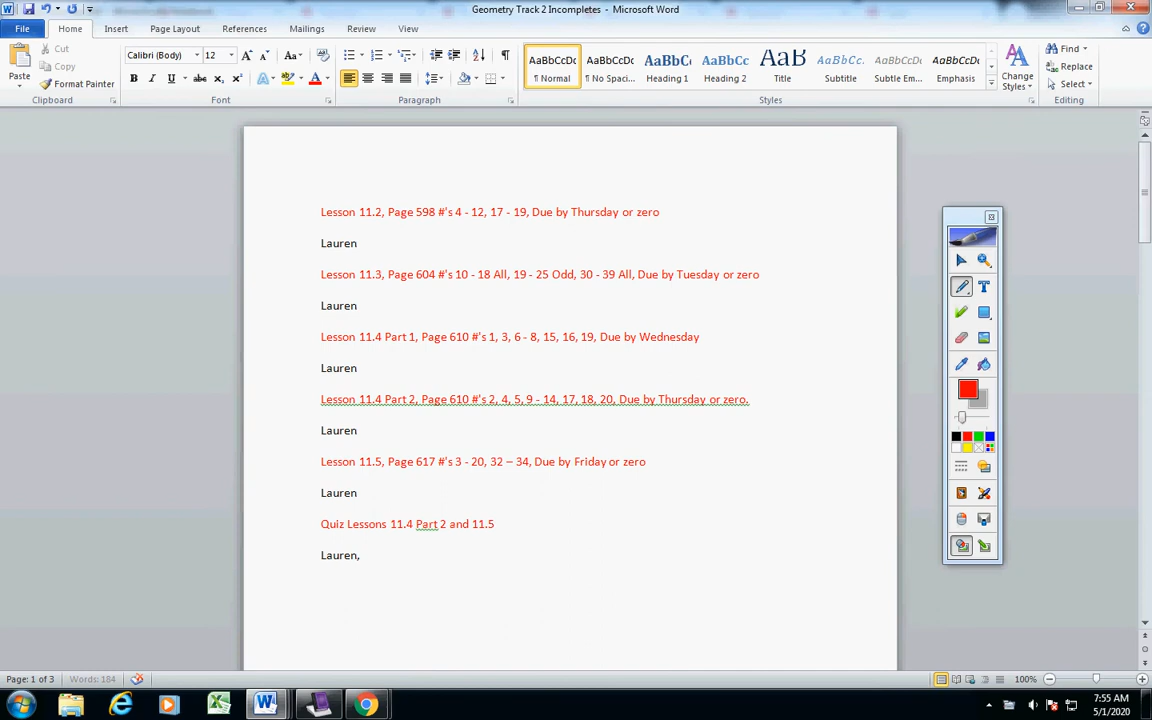 Geometry Track 2 Incompletes - Microsoft Word
File Home Insert Page Layout References Mailings Review View
Cut
Copy
Format Painter
Paste
Clipboard
Calibri (Body) 12
Font
Paragraph
AaBbCcDc AaBbCcDc AaBbC AaBbCc AaB AaBbCc. AaBbCcDc AaBbCcDc
¶ Normal ¶ No Spaci... Heading 1 Heading 2 Title Subtitle Subtle Em... Emphasis
Styles
Change Styles
Find
Replace
Select
Editing
Lesson 11.2, Page 598 #'s 4 - 12, 17 - 19, Due by Thursday or zero
Lauren
Lesson 11.3, Page 604 #'s 10 - 18 All, 19 - 25 Odd, 30 - 39 All, Due by Tuesday or zero
Lauren
Lesson 11.4 Part 1, Page 610 #'s 1, 3, 6 - 8, 15, 16, 19, Due by Wednesday
Lauren
Lesson 11.4 Part 2, Page 610 #'s 2, 4, 5, 9 - 14, 17, 18, 20, Due by Thursday or zero.
Lauren
Lesson 11.5, Page 617 #'s 3 - 20, 32 – 34, Due by Friday or zero
Lauren
Quiz Lessons 11.4 Part 2 and 11.5
Lauren,
Page: 1 of 3 Words: 184
100%
7:55 AM
5/1/2020